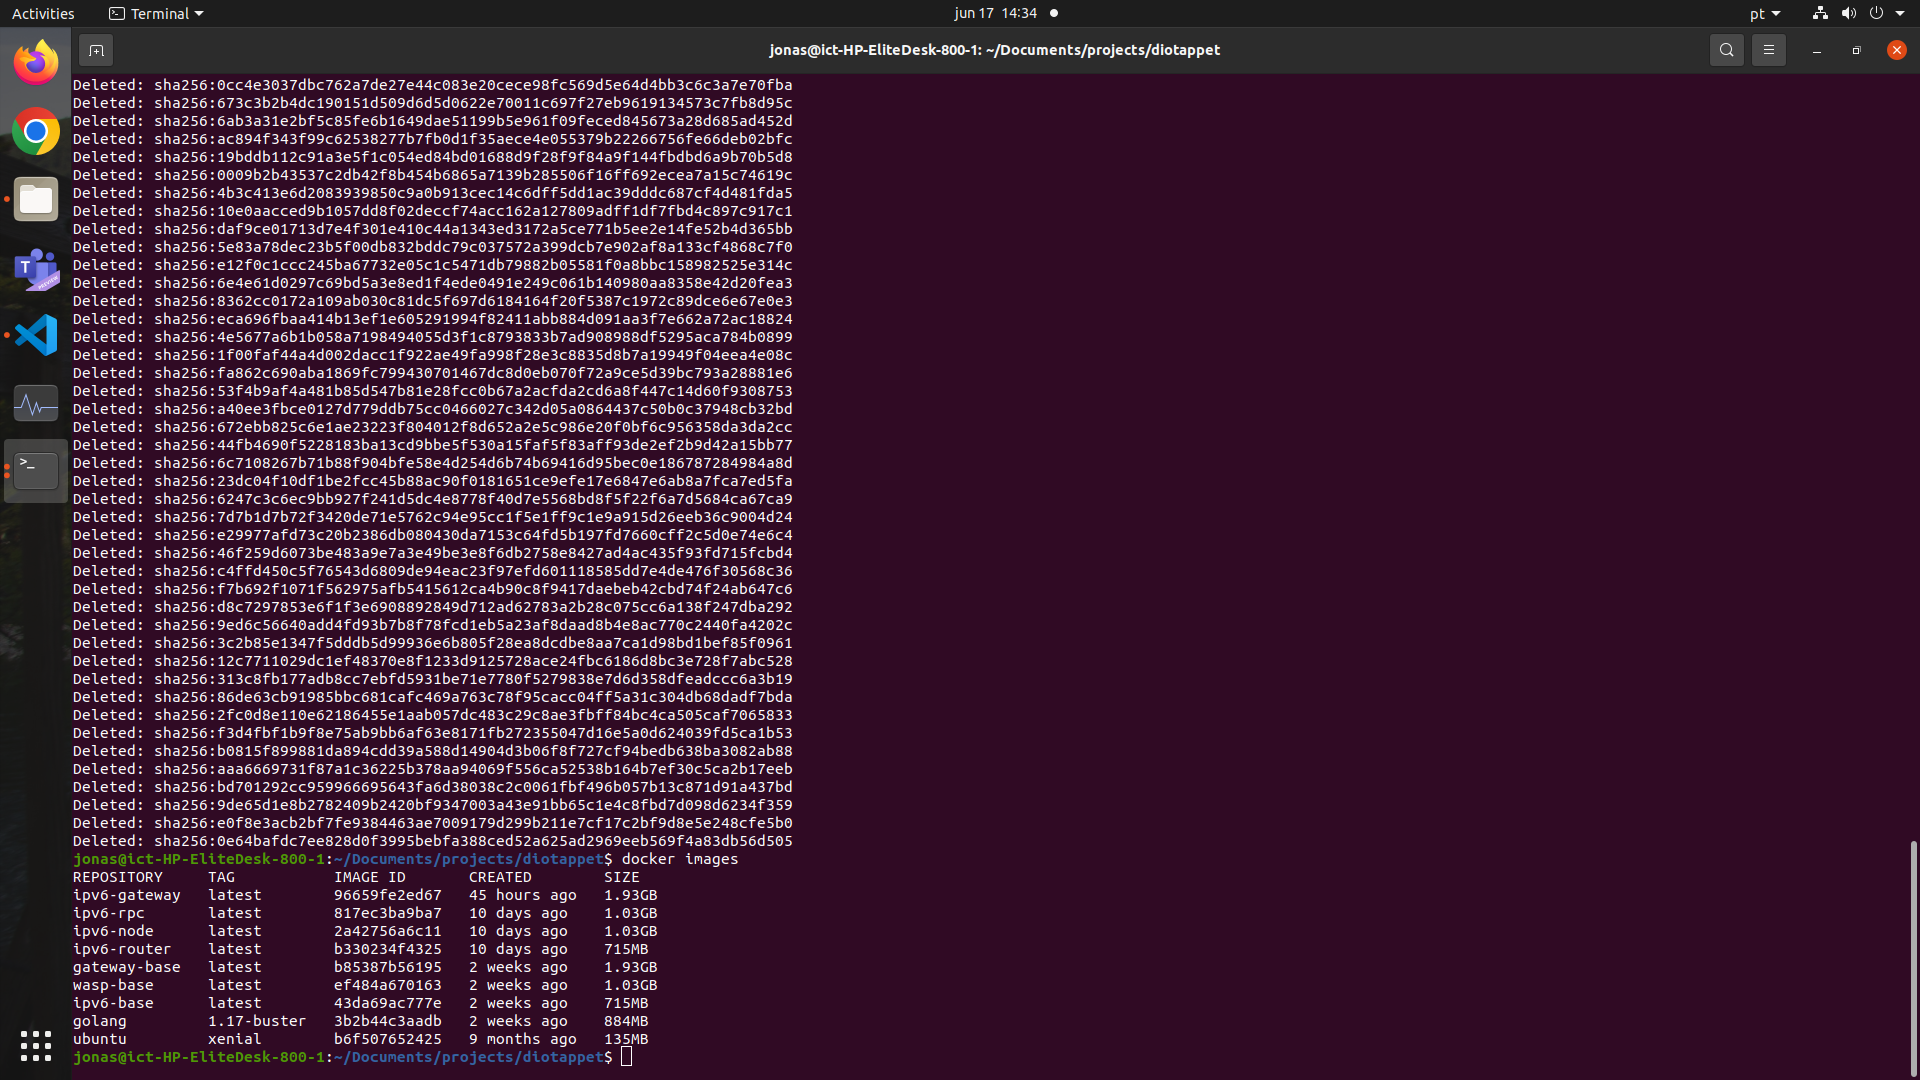 Activities
Terminal
jun 17 14:34
pt
jonas@ict-HP-EliteDesk-800-1: ~/Documents/projects/diotappet
Deleted: sha256:0cc4e3037dbc762a7de27e44c083e20cece98fc569d5e64d4bb3c6c3a7e70fba
Deleted: sha256:673c3b2b4dc190151d509d6d5d0622e70011c697f27eb9619134573c7fb8d95c
Deleted: sha256:6ab3a31e2bf5c85fe6b1649dae51199b5e961f09feced845673a28d685ad452d
Deleted: sha256:ac894f343f99c62538277b7fb0d1f35aece4e055379b22266756fe66deb02bfc
Deleted: sha256:19bddb112c91a3e5f1c054ed84bd01688d9f28f9f84a9f144fbdbd6a9b70b5d8
Deleted: sha256:0009b2b43537c2db42f8b454b6865a7139b285506f16ff692ecea7a15c74619c
Deleted: sha256:4b3c413e6d2083939850c9a0b913cec14c6dff5dd1ac39dddc687cf4d481fda5
Deleted: sha256:10e0aacced9b1057dd8f02deccf74acc162a127809adff1df7fbd4c897c917c1
Deleted: sha256:daf9ce01713d7e4f301e410c44a1343ed3172a5ce771b5ee2e14fe52b4d365bb
Deleted: sha256:5e83a78dec23b5f00db832bddc79c037572a399dcb7e902af8a133cf4868c7f0
Deleted: sha256:e12f0c1ccc245ba67732e05c1c5471db79882b05581f0a8bbc158982525e314c
Deleted: sha256:6e4e61d0297c69bd5a3e8ed1f4ede0491e249c061b140980aa8358e42d20fea3
Deleted: sha256:8362cc0172a109ab030c81dc5f697d6184164f20f5387c1972c89dce6e67e0e3
Deleted: sha256:eca696fbaa414b13ef1e605291994f82411abb884d091aa3f7e662a72ac18824
Deleted: sha256:4e5677a6b1b058a7198494055d3f1c8793833b7ad908988df5295aca784b0899
Deleted: sha256:1f00faf44a4d002dacc1f922ae49fa998f28e3c8835d8b7a19949f04eea4e08c
Deleted: sha256:fa862c690aba1869fc799430701467dc8d0eb070f72a9ce5d39bc793a28881e6
Deleted: sha256:53f4b9af4a481b85d547b81e28fcc0b67a2acfda2cd6a8f447c14d60f9308753
Deleted: sha256:a40ee3fbce0127d779ddb75cc0466027c342d05a0864437c50b0c37948cb32bd
Deleted: sha256:672ebb825c6e1ae23223f804012f8d652a2e5c986e20f0bf6c956358da3da2cc
Deleted: sha256:44fb4690f5228183ba13cd9bbe5f530a15faf5f83aff93de2ef2b9d42a15bb77
Deleted: sha256:6c7108267b71b88f904bfe58e4d254d6b74b69416d95bec0e186787284984a8d
Deleted: sha256:23dc04f10df1be2fcc45b88ac90f0181651ce9efe17e6847e6ab8a7fca7ed5fa
Deleted: sha256:6247c3c6ec9bb927f241d5dc4e8778f40d7e5568bd8f5f22f6a7d5684ca67ca9
Deleted: sha256:7d7b1d7b72f3420de71e5762c94e95cc1f5e1ff9c1e9a915d26eeb36c9004d24
Deleted: sha256:e29977afd73c20b2386db080430da7153c64fd5b197fd7660cff2c5d0e74e6c4
Deleted: sha256:46f259d6073be483a9e7a3e49be3e8f6db2758e8427ad4ac435f93fd715fcbd4
Deleted: sha256:c4ffd450c5f76543d6809de94eac23f97efd601118585dd7e4de476f30568c36
Deleted: sha256:f7b692f1071f562975afb5415612ca4b90c8f9417daebeb42cbd74f24ab647c6
Deleted: sha256:d8c7297853e6f1f3e6908892849d712ad62783a2b28c075cc6a138f247dba292
Deleted: sha256:9ed6c56640add4fd93b7b8f78fcd1eb5a23af8daad8b4e8ac770c2440fa4202c
Deleted: sha256:3c2b85e1347f5dddb5d99936e6b805f28ea8dcdbe8aa7ca1d98bd1bef85f0961
Deleted: sha256:12c7711029dc1ef48370e8f1233d9125728ace24fbc6186d8bc3e728f7abc528
Deleted: sha256:313c8fb177adb8cc7ebfd5931be71e7780f5279838e7d6d358dfeadccc6a3b19
Deleted: sha256:86de63cb91985bbc681cafc469a763c78f95cacc04ff5a31c304db68dadf7bda
Deleted: sha256:2fc0d8e110e62186455e1aab057dc483c29c8ae3fbff84bc4ca505caf7065833
Deleted: sha256:f3d4fbf1b9f8e75ab9bb6af63e8171fb272355047d16e5a0d624039fd5ca1b53
Deleted: sha256:b0815f899881da894cdd39a588d14904d3b06f8f727cf94bedb638ba3082ab88
Deleted: sha256:aaa6669731f87a1c36225b378aa94069f556ca52538b164b7ef30c5ca2b17eeb
Deleted: sha256:bd701292cc959966695643fa6d38038c2c0061fbf496b057b13c871d91a437bd
Deleted: sha256:9de65d1e8b2782409b2420bf9347003a43e91bb65c1e4c8fbd7d098d6234f359
Deleted: sha256:e0f8e3acb2bf7fe9384463ae7009179d299b211e7cf17c2bf9d8e5e248cfe5b0
Deleted: sha256:0e64bafdc7ee828d0f3995bebfa388ced52a625ad2969eeb569f4a83db56d505
jonas@ict-HP-EliteDesk-800-1:~/Documents/projects/diotappet$ docker images
REPOSITORY TAG IMAGE ID CREATED SIZE
ipv6-gateway latest 96659fe2ed67 45 hours ago 1.93GB
ipv6-rpc latest 817ec3ba9ba7 10 days ago 1.03GB
ipv6-node latest 2a42756a6c11 10 days ago 1.03GB
ipv6-router latest b330234f4325 10 days ago 715MB
gateway-base latest b85387b56195 2 weeks ago 1.93GB
wasp-base latest ef484a670163 2 weeks ago 1.03GB
ipv6-base latest 43da69ac777e 2 weeks ago 715MB
golang 1.17-buster 3b2b44c3aadb 2 weeks ago 884MB
ubuntu xenial b6f507652425 9 months ago 135MB
jonas@ict-HP-EliteDesk-800-1:~/Documents/projects/diotappet$